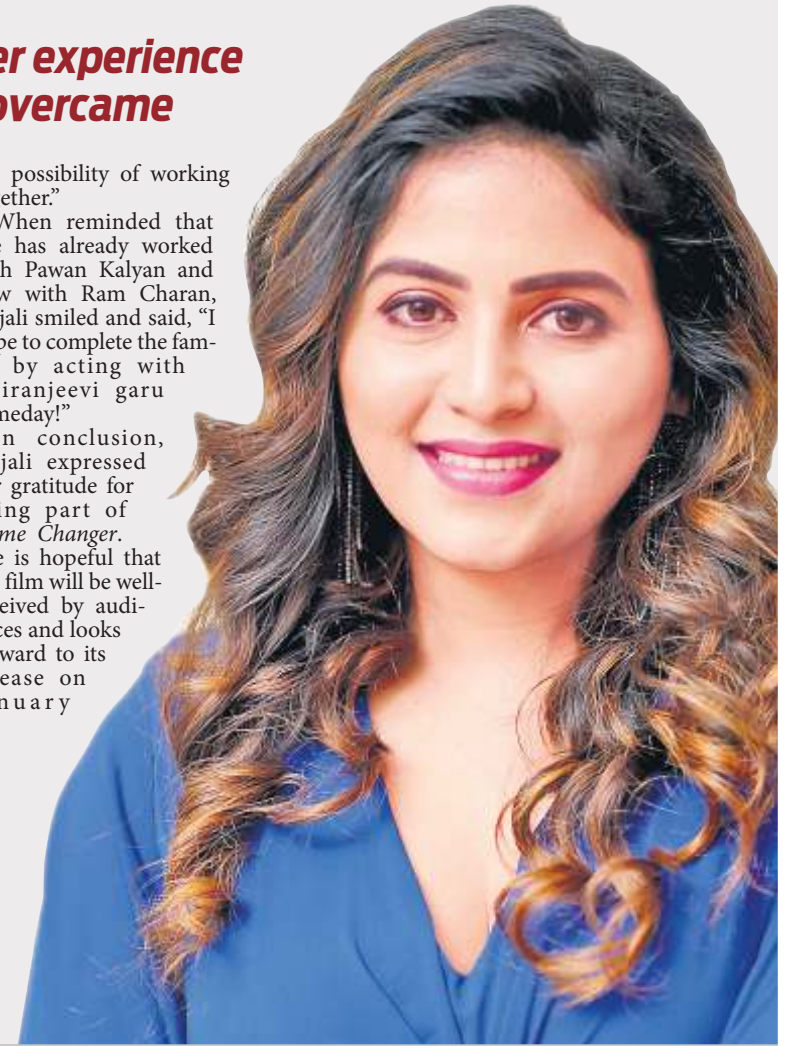 er experience
overcame
possibility of working
ether.”
When reminded that
e has already worked
h Pawan Kalyan and
w with Ram Charan,
jali smiled and said, “I
pe to complete the fam-
by acting with
iranjeevi garu
meday!”
n conclusion,
jali expressed
r gratitude for
ing part of
me Changer.
e is hopeful that
film will be well-
eived by audi-
ces and looks
ward to its
ease on
nuary